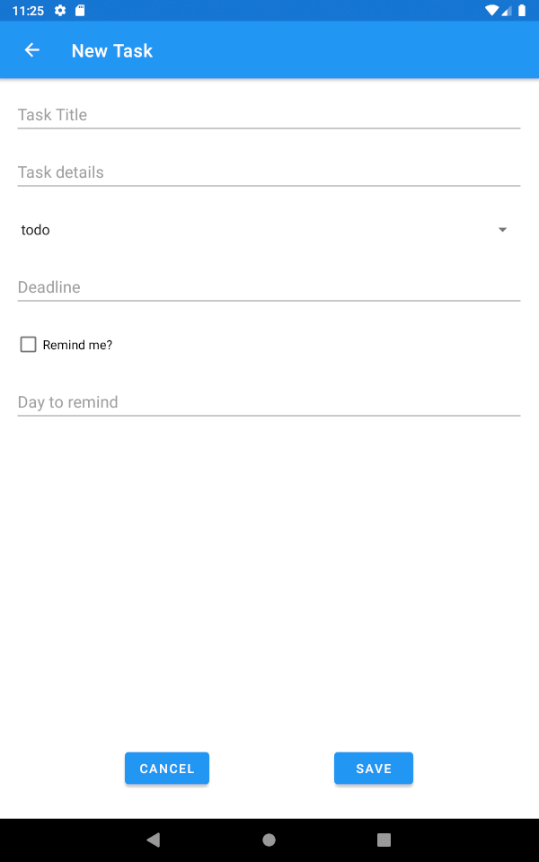 11:25
New Task
Task Title
Task details
todo
Deadline
Remind me?
Day to remind
CANCEL
SAVE